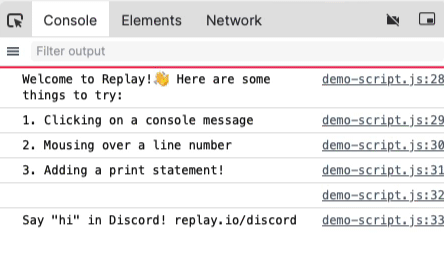 Console Elements Network
Filter output
Welcome to Replay!👋 Here are some demo-script.js:28
things to try:
1. Clicking on a console message demo-script.js:29
2. Mousing over a line number demo-script.js:30
3. Adding a print statement! demo-script.js:31
demo-script.js:32
Say "hi" in Discord! replay.io/discord demo-script.js:33